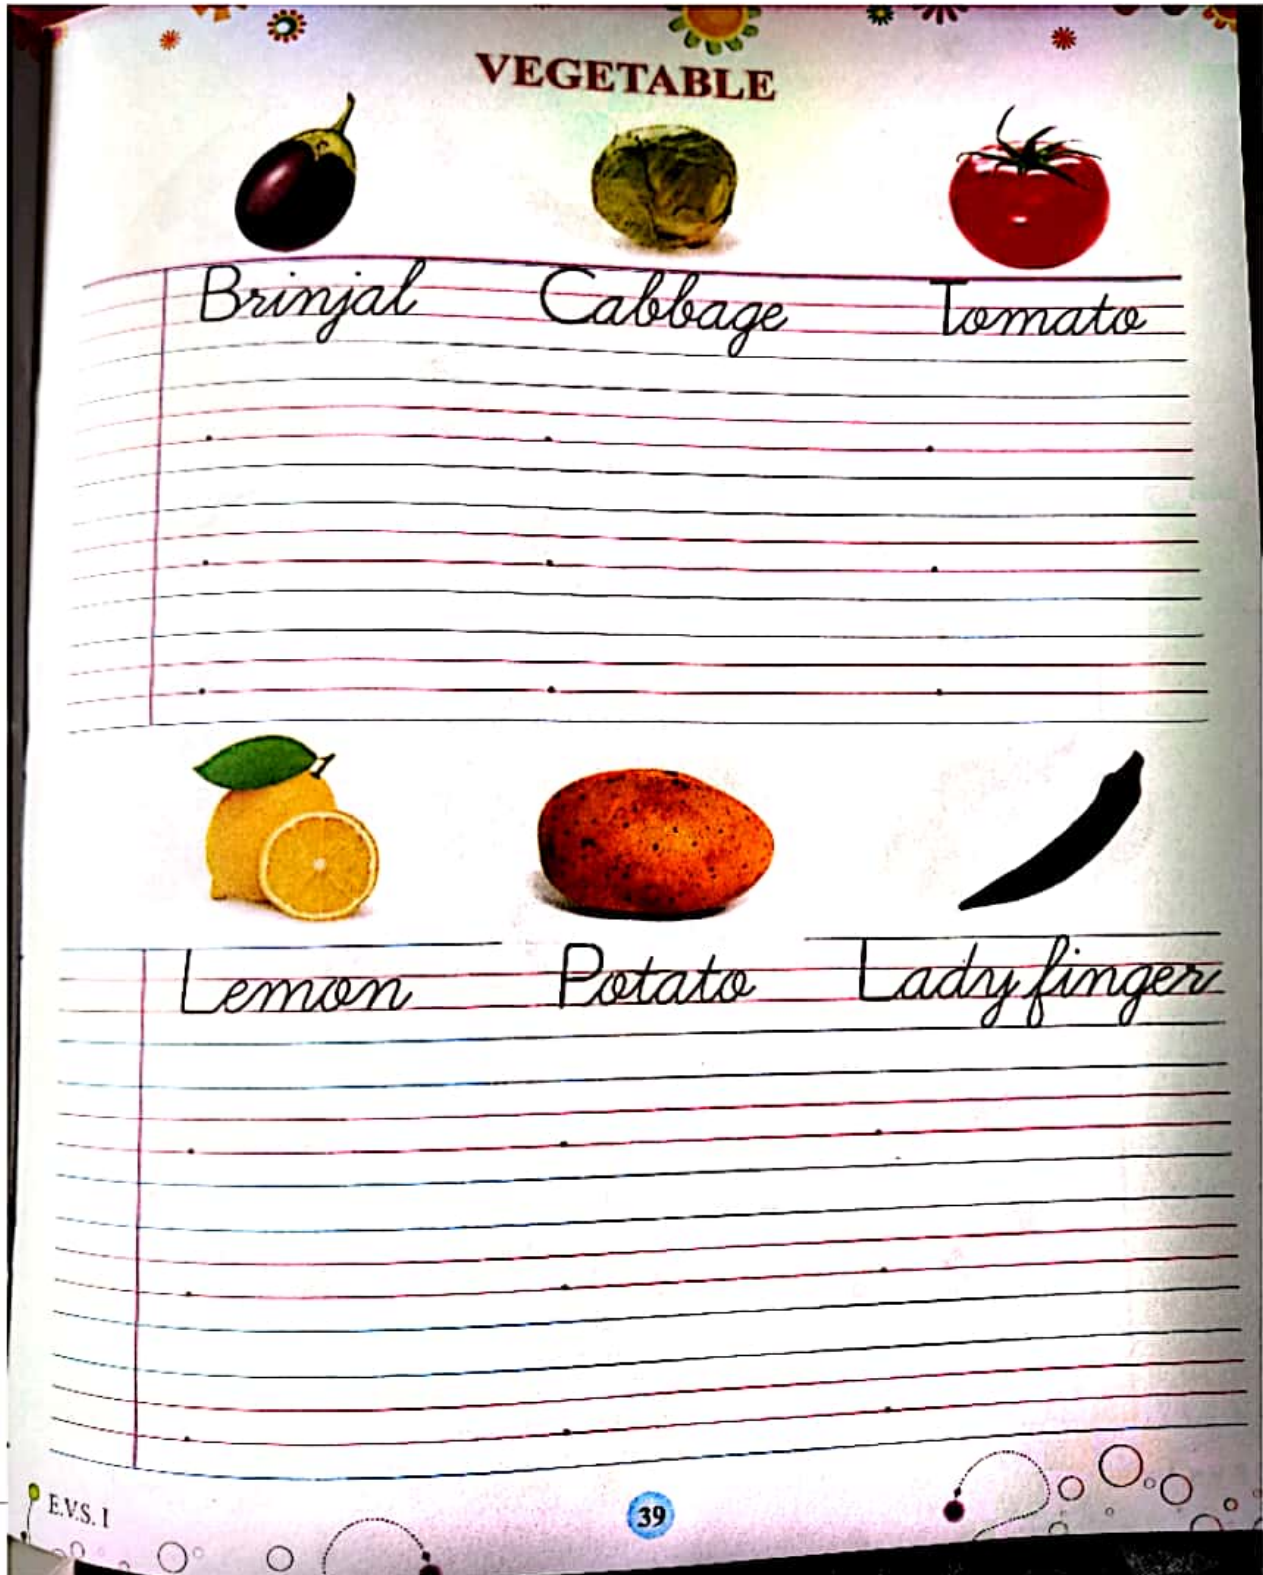 VEGETABLE
Brinjal Cabbage Tomato
Lemon Potato Lady finger
E.V.S. I
39